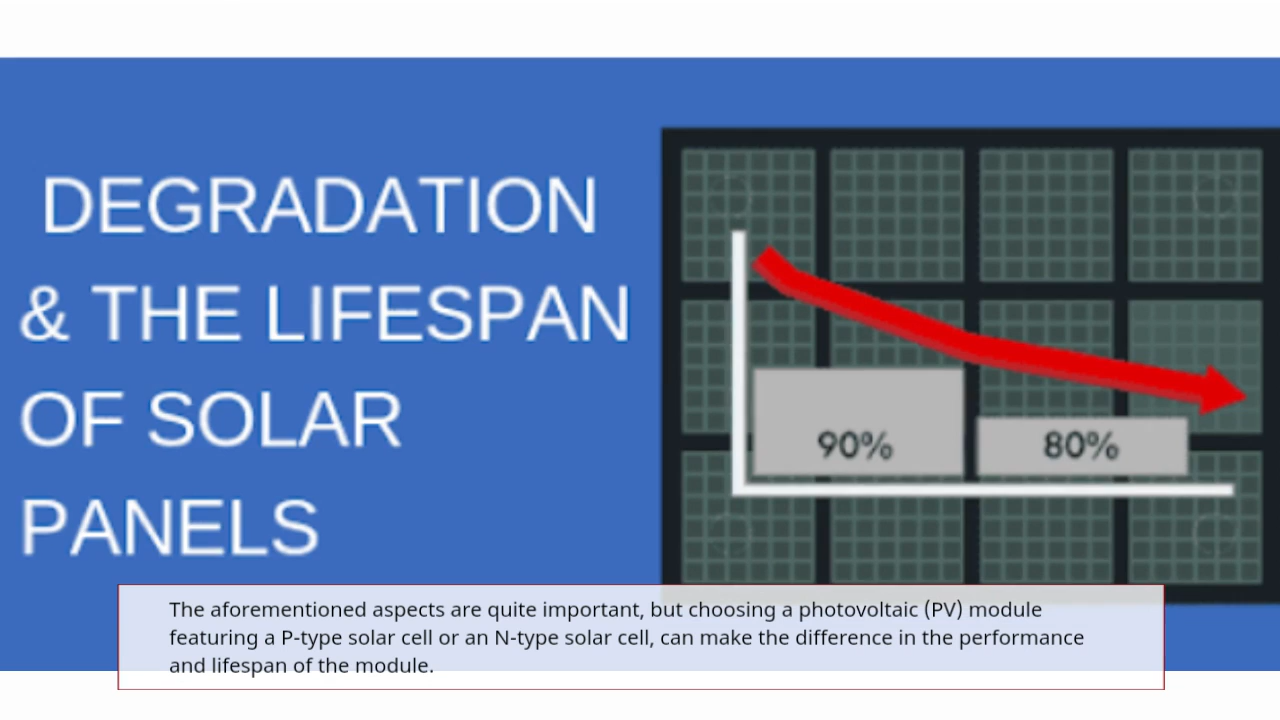 DEGRADATION
& THE LIFESPAN
OF SOLAR
PANELS
90%
80%
The aforementioned aspects are quite important, but choosing a photovoltaic (PV) module
featuring a P-type solar cell or an N-type solar cell, can make the difference in the performance
and lifespan of the module.